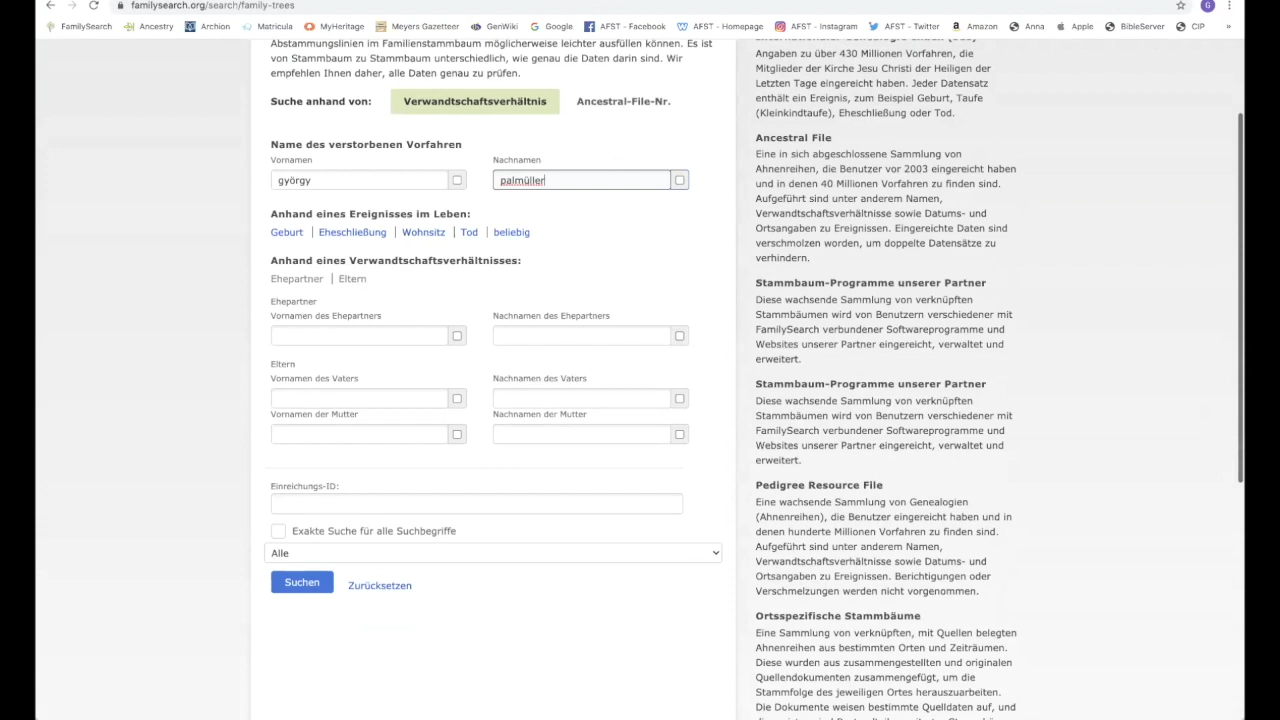 familysearch.org/search/family-trees
G
FamilySearch
Ancestry
Archion
Matricula
MyHeritage
Meyers Gazetteer
GenWiki
Google
AFST - Facebook
AFST - Homepage
AFST - Instagram
AFST - Twitter
Amazon
Anna
Apple
BibleServer
CIP
»
Abstammungslinien im Familienstammbaum möglicherweise leichter ausfüllen können. Es ist
von Stammbaum zu Stammbaum unterschiedlich, wie genau die Daten darin sind. Wir
empfehlen Ihnen daher, alle Daten genau zu prüfen.
Suche anhand von:
Verwandtschaftsverhältnis
Ancestral-File-Nr.
Name des verstorbenen Vorfahren
Vornamen
Nachnamen
györgy
palmüller
Anhand eines Ereignisses im Leben:
Geburt | Eheschließung | Wohnsitz | Tod | beliebig
Anhand eines Verwandtschaftsverhältnisses:
Ehepartner | Eltern
Ehepartner
Vornamen des Ehepartners
Nachnamen des Ehepartners
Eltern
Vornamen des Vaters
Nachnamen des Vaters
Vornamen der Mutter
Nachnamen der Mutter
Einreichungs-ID:
Exakte Suche für alle Suchbegriffe
Alle
Suchen
Zurücksetzen
Angaben zu über 430 Millionen Vorfahren, die
Mitglieder der Kirche Jesu Christi der Heiligen der
Letzten Tage eingereicht haben. Jeder Datensatz
enthält ein Ereignis, zum Beispiel Geburt, Taufe
(Kleinkindtaufe), Eheschließung oder Tod.
Ancestral File
Eine in sich abgeschlossene Sammlung von
Ahnenreihen, die Benutzer vor 2003 eingereicht haben
und in denen 40 Millionen Vorfahren zu finden sind.
Aufgeführt sind unter anderem Namen,
Verwandtschaftsverhältnisse sowie Datums- und
Ortsangaben zu Ereignissen. Eingereichte Daten sind
verschmolzen worden, um doppelte Datensätze zu
verhindern.
Stammbaum-Programme unserer Partner
Diese wachsende Sammlung von verknüpften
Stammbäumen wird von Benutzern verschiedener mit
FamilySearch verbundener Softwareprogramme und
Websites unserer Partner eingereicht, verwaltet und
erweitert.
Stammbaum-Programme unserer Partner
Diese wachsende Sammlung von verknüpften
Stammbäumen wird von Benutzern verschiedener mit
FamilySearch verbundener Softwareprogramme und
Websites unserer Partner eingereicht, verwaltet und
erweitert.
Pedigree Resource File
Eine wachsende Sammlung von Genealogien
(Ahnenreihen), die Benutzer eingereicht haben und in
denen hunderte Millionen Vorfahren zu finden sind.
Aufgeführt sind unter anderem Namen,
Verwandtschaftsverhältnisse sowie Datums- und
Ortsangaben zu Ereignissen. Berichtigungen oder
Verschmelzungen werden nicht vorgenommen.
Ortsspezifische Stammbäume
Eine Sammlung von verknüpften, mit Quellen belegten
Ahnenreihen aus bestimmten Orten und Zeiträumen.
Diese wurden aus zusammengestellten und originalen
Quellendokumenten zusammengefügt, um die
Stammfolge des jeweiligen Ortes herauszuarbeiten.
Die Dokumente weisen bestimmte Quelldaten auf, und